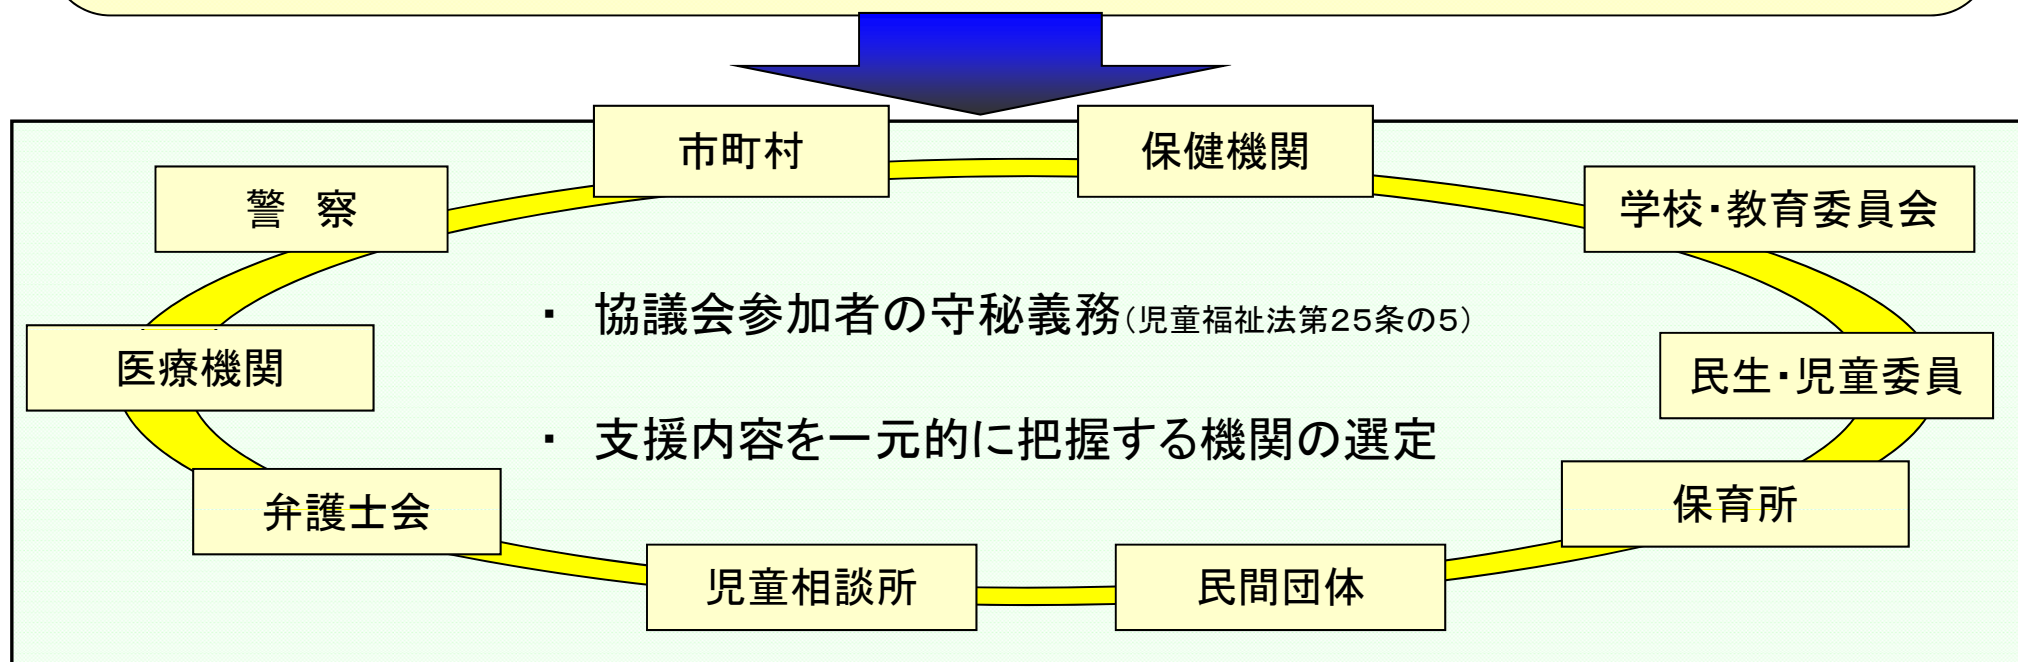 市町村
保健機関
警　察
学校・教育委員会
・　協議会参加者の守秘義務(児童福祉法第25条の5)
医療機関
民生・児童委員
・　支援内容を一元的に把握する機関の選定
弁護士会
保育所
児童相談所
民間団体